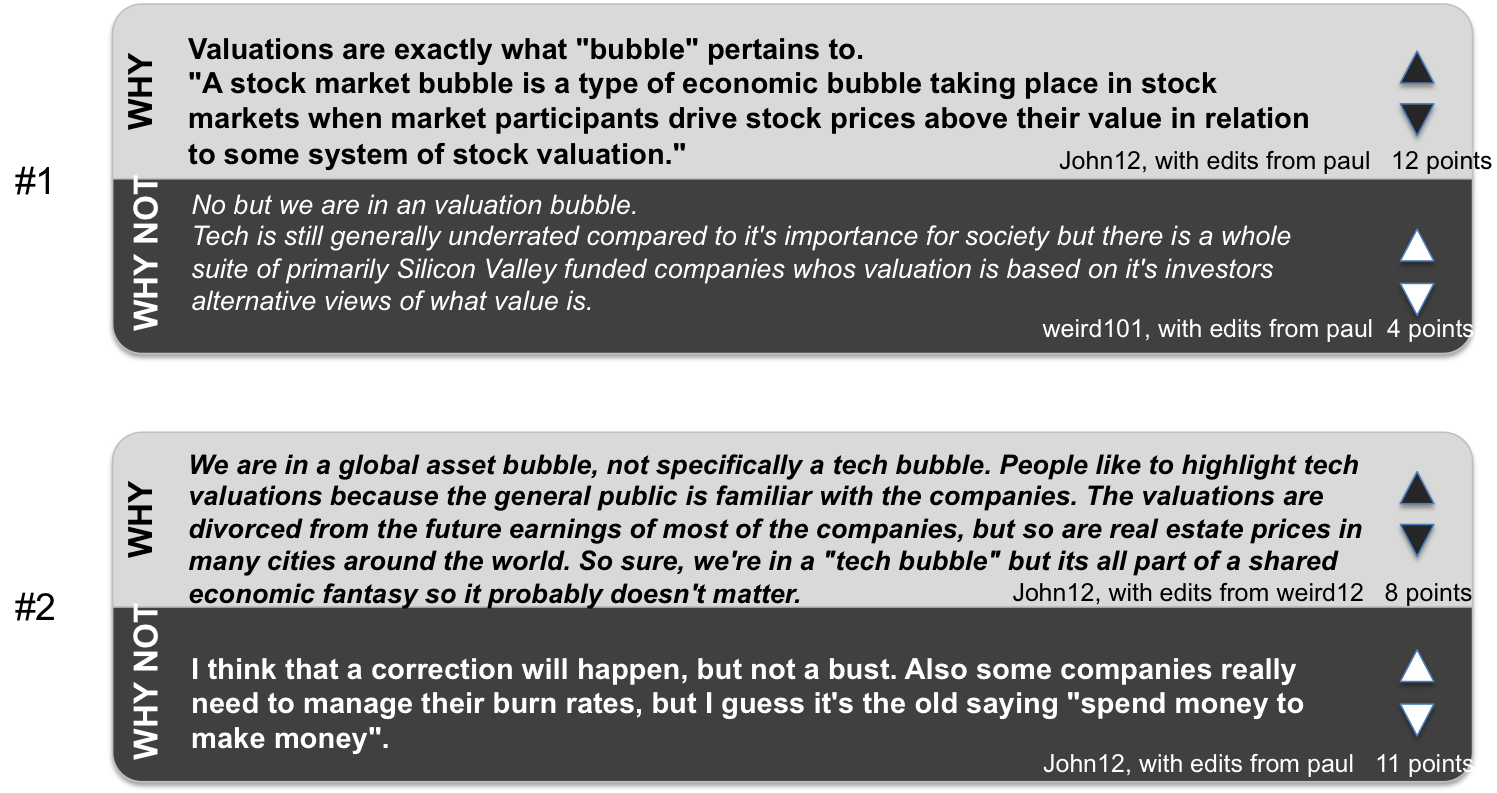 #1
WHY
Valuations are exactly what "bubble" pertains to.
"A stock market bubble is a type of economic bubble taking place in stock
markets when market participants drive stock prices above their value in relation
to some system of stock valuation."
John12, with edits from paul 12 points
WHY NOT
No but we are in an valuation bubble.
Tech is still generally underrated compared to it's importance for society but there is a whole
suite of primarily Silicon Valley funded companies whos valuation is based on it's investors
alternative views of what value is.
weird101, with edits from paul 4 points
#2
WHY
We are in a global asset bubble, not specifically a tech bubble. People like to highlight tech
valuations because the general public is familiar with the companies. The valuations are
divorced from the future earnings of most of the companies, but so are real estate prices in
many cities around the world. So sure, we're in a "tech bubble" but its all part of a shared
economic fantasy so it probably doesn't matter.
John12, with edits from weird12 8 points
WHY NOT
I think that a correction will happen, but not a bust. Also some companies really
need to manage their burn rates, but I guess it's the old saying "spend money to
make money".
John12, with edits from paul 11 points